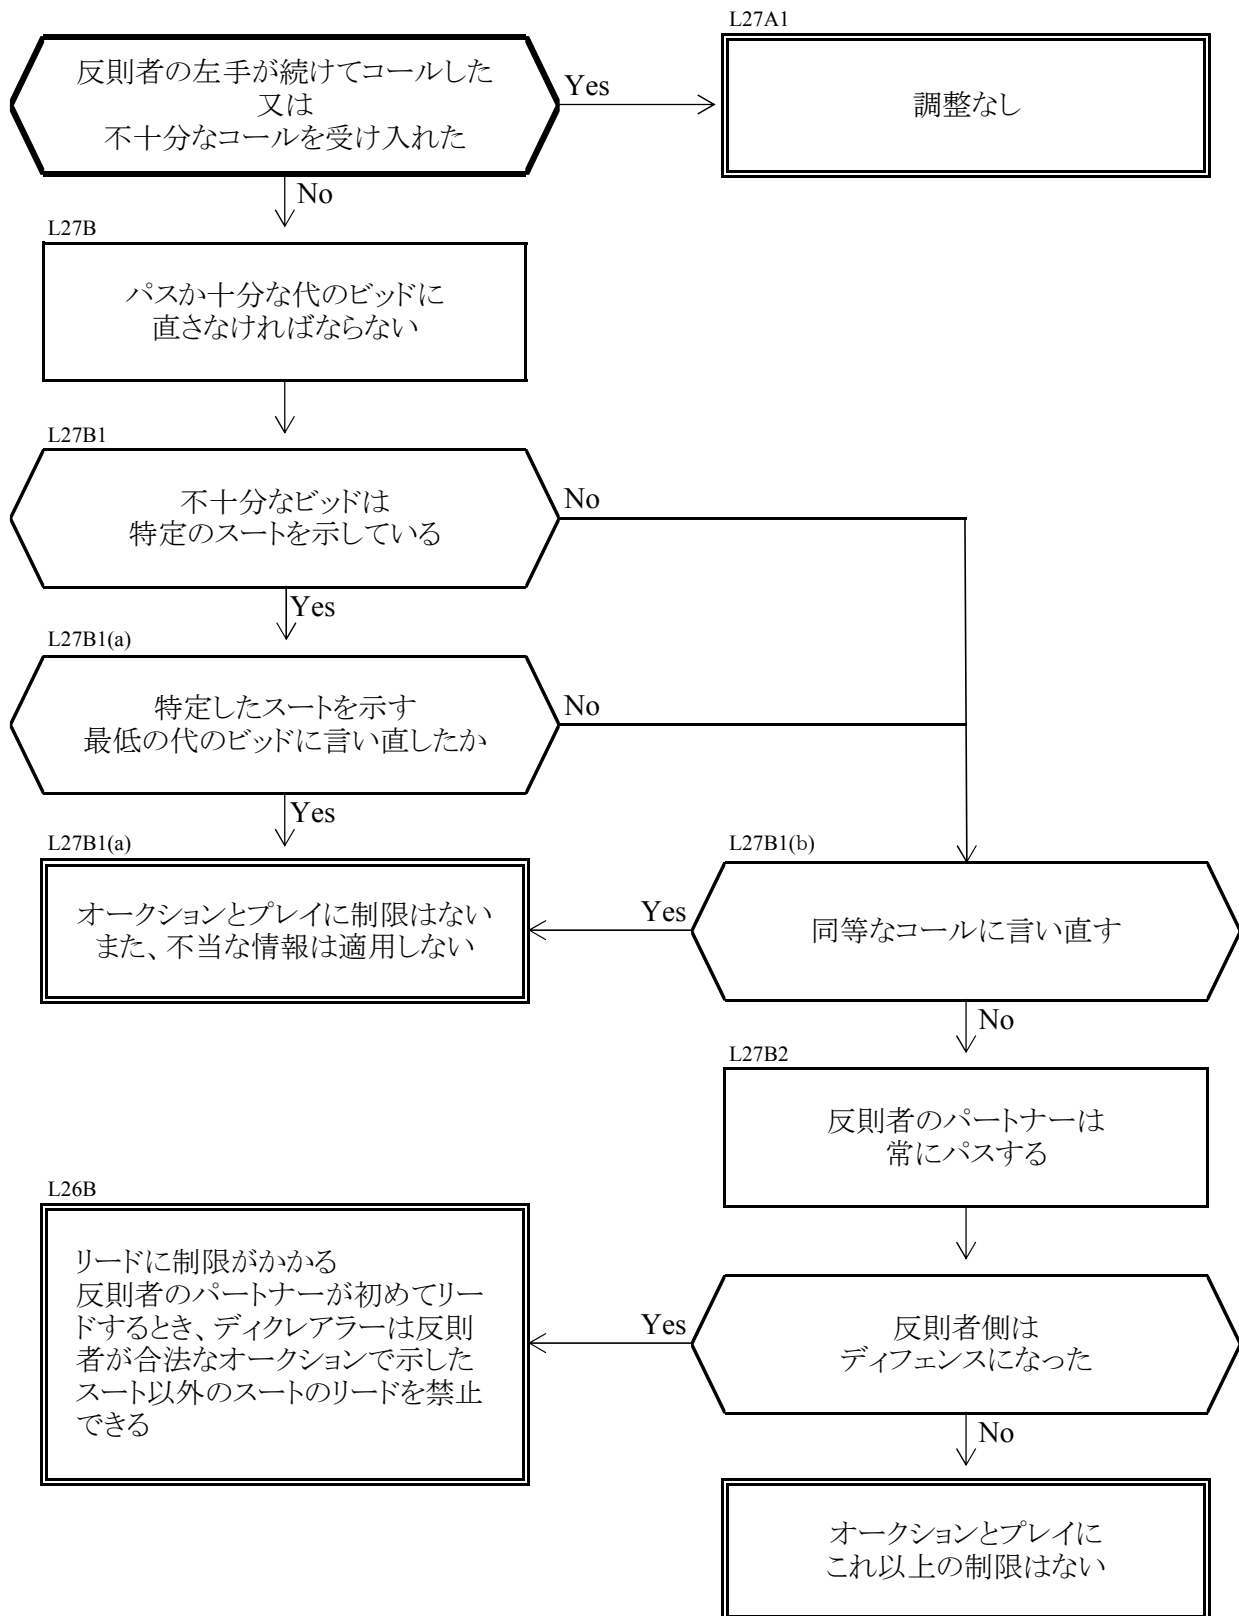 L27A1
反則者の左手が続けてコールした
又は
不十分なコールを受け入れた
Yes
調整なし
No
L27B
パスか十分な代のビッドに
直さなければならない
L27B1
不十分なビッドは
特定のスートを示している
No
Yes
L27B1(a)
特定したスートを示す
最低の代のビッドに言い直したか
No
Yes
L27B1(a)
オークションとプレイに制限はない
また、不当な情報は適用しない
L27B1(b)
Yes
同等なコールに言い直す
No
L27B2
反則者のパートナーは
常にパスする
L26B
リードに制限がかかる
反則者のパートナーが初めてリー
ドするとき、ディクレアラーは反則
者が合法なオークションで示した
スート以外のスートのリードを禁止
できる
Yes
反則者側は
ディフェンスになった
No
オークションとプレイに
これ以上の制限はない